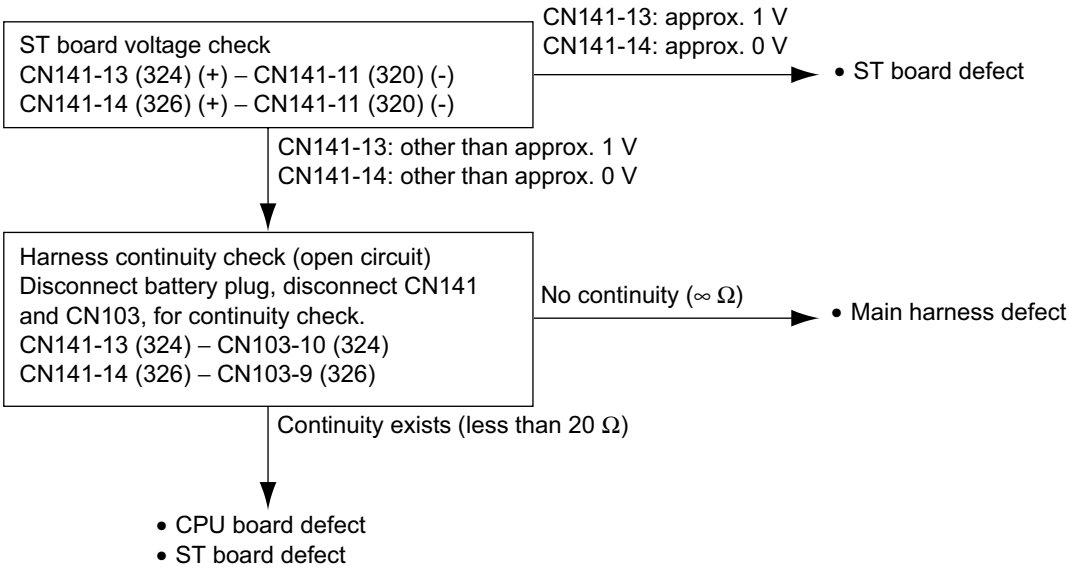 CN141-13: approx. 1 V
CN141-14: approx. 0 V
ST board voltage check
CN141-13 (324) (+) – CN141-11 (320) (-)
CN141-14 (326) (+) – CN141-11 (320) (-)
• ST board defect
CN141-13: other than approx. 1 V
CN141-14: other than approx. 0 V
Harness continuity check (open circuit)
Disconnect battery plug, disconnect CN141
and CN103, for continuity check.
CN141-13 (324) – CN103-10 (324)
CN141-14 (326) – CN103-9 (326)
No continuity (∞ Ω)
• Main harness defect
Continuity exists (less than 20 Ω)
• CPU board defect
• ST board defect